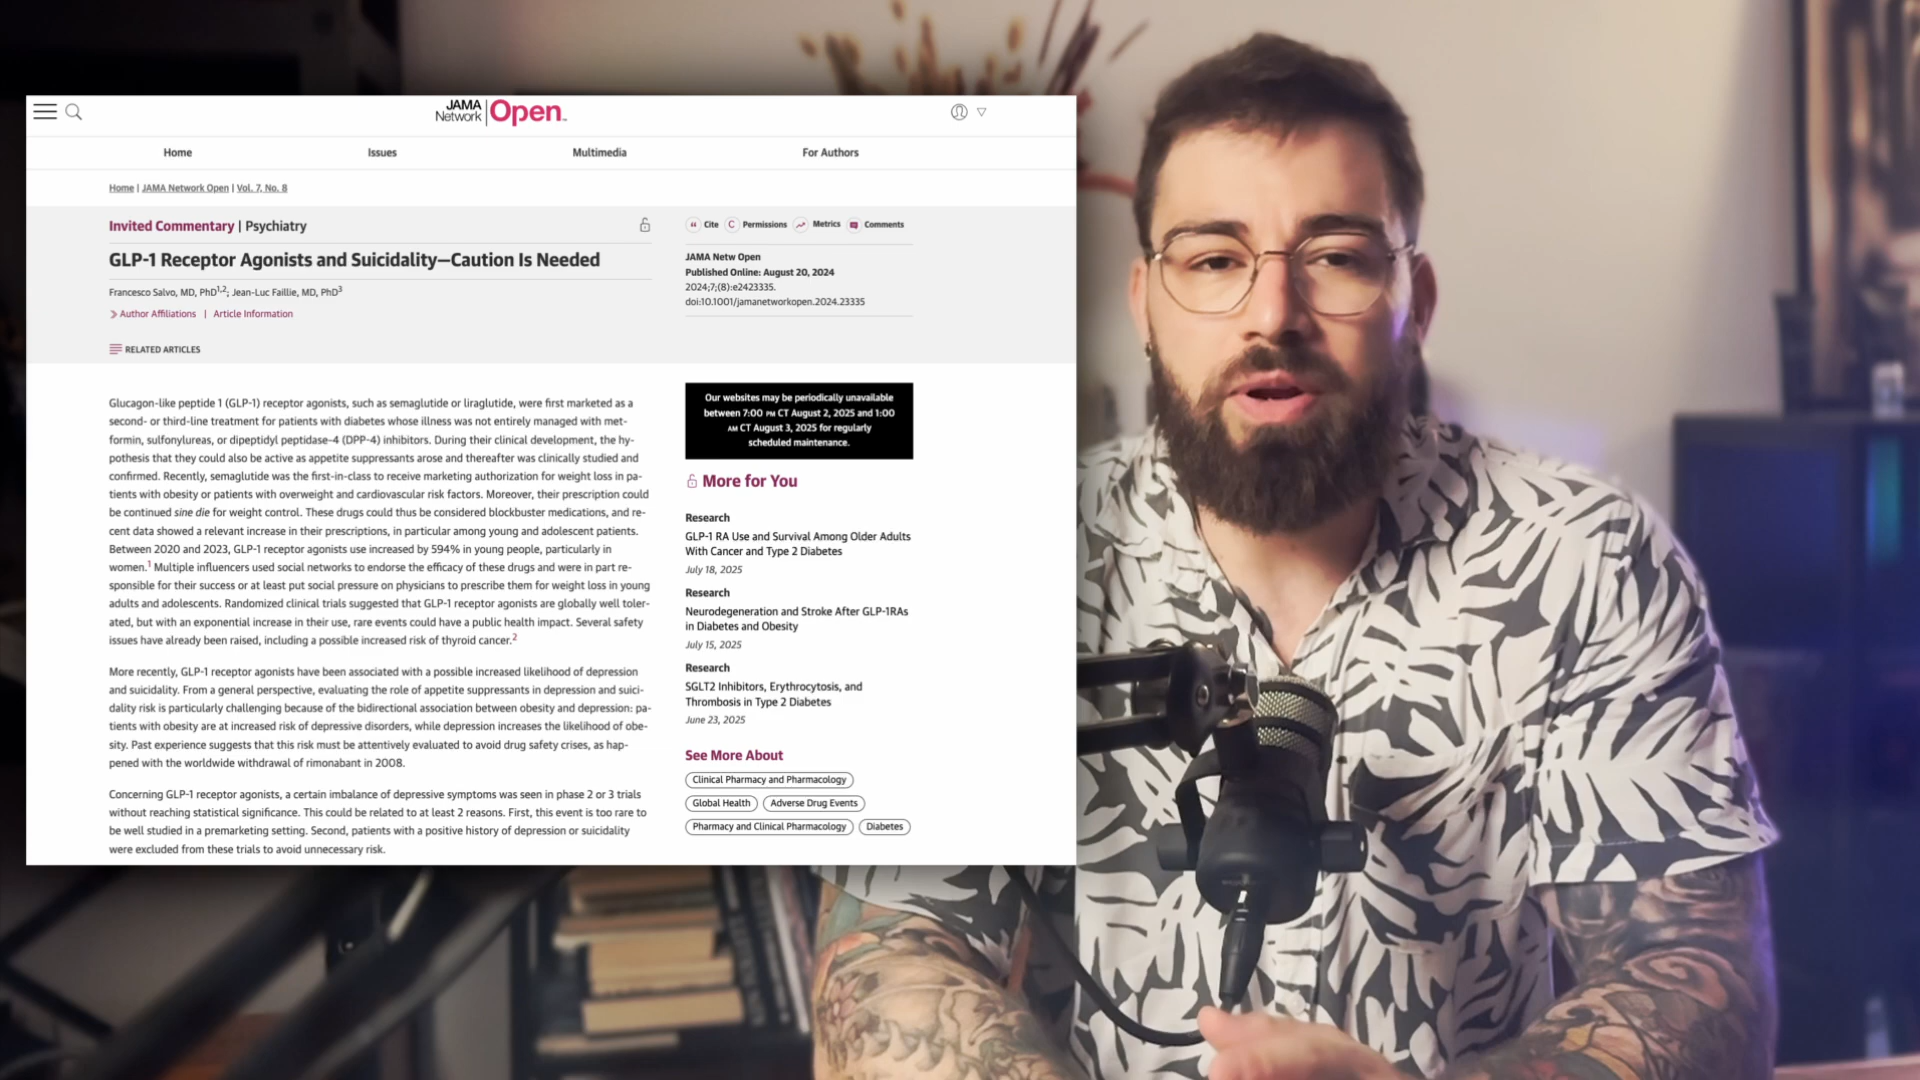 JAMA
Network
Open
Home
Issues
Multimedia
For Authors
Home | JAMA Network Open | Vol. 7, No. 8
Invited Commentary | Psychiatry
GLP-1 Receptor Agonists and Suicidality—Caution Is Needed
Francesco Salvo, MD, PhD1,2; Jean-Luc Faillie, MD, PhD3
Author Affiliations | Article Information
RELATED ARTICLES
Glucagon-like peptide 1 (GLP-1) receptor agonists, such as semaglutide or liraglutide, were first marketed as a
second- or third-line treatment for patients with diabetes whose illness was not entirely managed with met-
formin, sulfonylureas, or dipeptidyl peptidase-4 (DPP-4) inhibitors. During their clinical development, the hy-
pothesis that they could also be active as appetite suppressants arose and thereafter was clinically studied and
confirmed. Recently, semaglutide was the first-in-class to receive marketing authorization for weight loss in pa-
tients with obesity or patients with overweight and cardiovascular risk factors. Moreover, their prescription could
be continued sine die for weight control. These drugs could thus be considered blockbuster medications, and re-
cent data showed a relevant increase in their prescriptions, in particular among young and adolescent patients.
Between 2020 and 2023, GLP-1 receptor agonists use increased by 594% in young people, particularly in
women.1 Multiple influencers used social networks to endorse the efficacy of these drugs and were in part re-
sponsible for their success or at least put social pressure on physicians to prescribe them for weight loss in young
adults and adolescents. Randomized clinical trials suggested that GLP-1 receptor agonists are globally well toler-
ated, but with an exponential increase in their use, rare events could have a public health impact. Several safety
issues have already been raised, including a possible increased risk of thyroid cancer.2
More recently, GLP-1 receptor agonists have been associated with a possible increased likelihood of depression
and suicidality. From a general perspective, evaluating the role of appetite suppressants in depression and suici-
dality risk is particularly challenging because of the bidirectional association between obesity and depression: pa-
tients with obesity are at increased risk of depressive disorders, while depression increases the likelihood of obe-
sity. Past experience suggests that this risk must be attentively evaluated to avoid drug safety crises, as hap-
pened with the worldwide withdrawal of rimonabant in 2008.
Concerning GLP-1 receptor agonists, a certain imbalance of depressive symptoms was seen in phase 2 or 3 trials
without reaching statistical significance. This could be related to at least 2 reasons. First, this event is too rare to
be well studied in a premarketing setting. Second, patients with a positive history of depression or suicidality
were excluded from these trials to avoid unnecessary risk.
Cite
Permissions
Metrics
Comments
JAMA Netw Open
Published Online: August 20, 2024
2024;7;(8):e2423335.
doi:10.1001/jamanetworkopen.2024.23335
Our websites may be periodically unavailable
between 7:00 PM CT August 2, 2025 and 1:00
AM CT August 3, 2025 for regularly
scheduled maintenance.
More for You
Research
GLP-1 RA Use and Survival Among Older Adults
With Cancer and Type 2 Diabetes
July 18, 2025
Research
Neurodegeneration and Stroke After GLP-1RAs
in Diabetes and Obesity
July 15, 2025
Research
SGLT2 Inhibitors, Erythrocytosis, and
Thrombosis in Type 2 Diabetes
June 23, 2025
See More About
Clinical Pharmacy and Pharmacology
Global Health
Adverse Drug Events
Pharmacy and Clinical Pharmacology
Diabetes